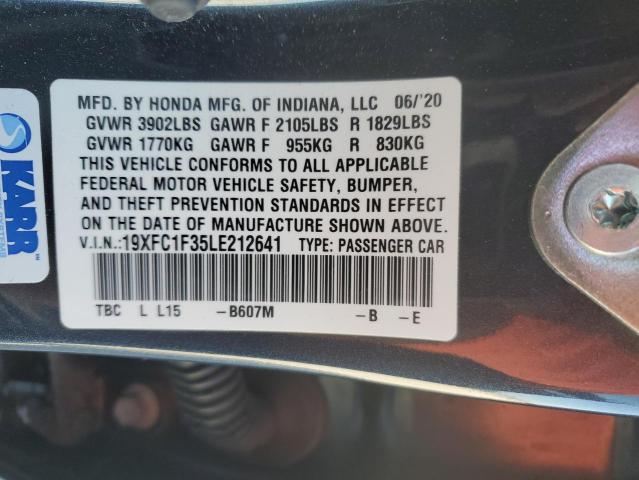 MFD. BY HONDA MFG. OF INDIANA, LLC 06/'20
GVWR 3902LBS GAWR F 2105LBS R 1829LBS
GVWR 1770KG GAWR F 955KG R 830KG
THIS VEHICLE CONFORMS TO ALL APPLICABLE
FEDERAL MOTOR VEHICLE SAFETY, BUMPER,
AND THEFT PREVENTION STANDARDS IN EFFECT
ON THE DATE OF MANUFACTURE SHOWN ABOVE.
V.I.N.:19XFC1F35LE212641 TYPE: PASSENGER CAR
TBC L L15 -B607M -B -E
KARR